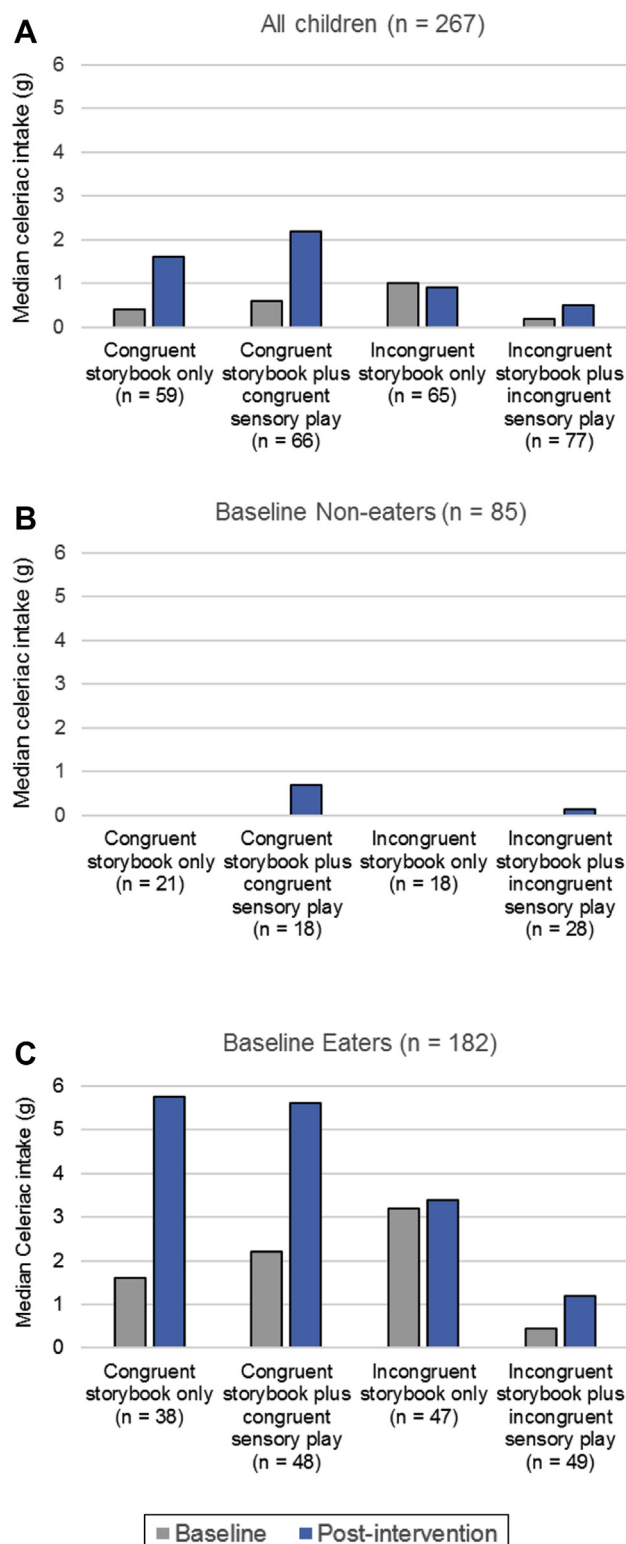 A
All children (n = 267)
Median celeriac intake (g)
6
5
4
3
2
1
0
Congruent storybook only (n = 59)
Congruent storybook plus congruent sensory play (n = 66)
Incongruent storybook only (n = 65)
Incongruent storybook plus incongruent sensory play (n = 77)
B
Baseline Non-eaters (n = 85)
Median celeriac intake (g)
6
5
4
3
2
1
0
Congruent storybook only (n = 21)
Congruent storybook plus congruent sensory play (n = 18)
Incongruent storybook only (n = 18)
Incongruent storybook plus incongruent sensory play (n = 28)
C
Baseline Eaters (n = 182)
Median Celeriac intake (g)
6
5
4
3
2
1
0
Congruent storybook only (n = 38)
Congruent storybook plus congruent sensory play (n = 48)
Incongruent storybook only (n = 47)
Incongruent storybook plus incongruent sensory play (n = 49)
Baseline
Post-intervention